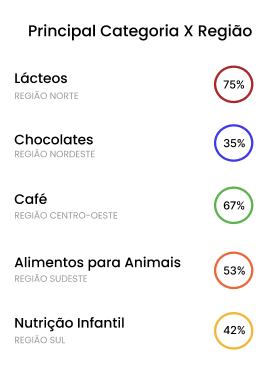 Principal Categoria X Região
Lácteos
REGIÃO NORTE
75%
Chocolates
REGIÃO NORDESTE
35%
Café
REGIÃO CENTRO-OESTE
67%
Alimentos para Animais
REGIÃO SUDESTE
53%
Nutrição Infantil
REGIÃO SUL
42%